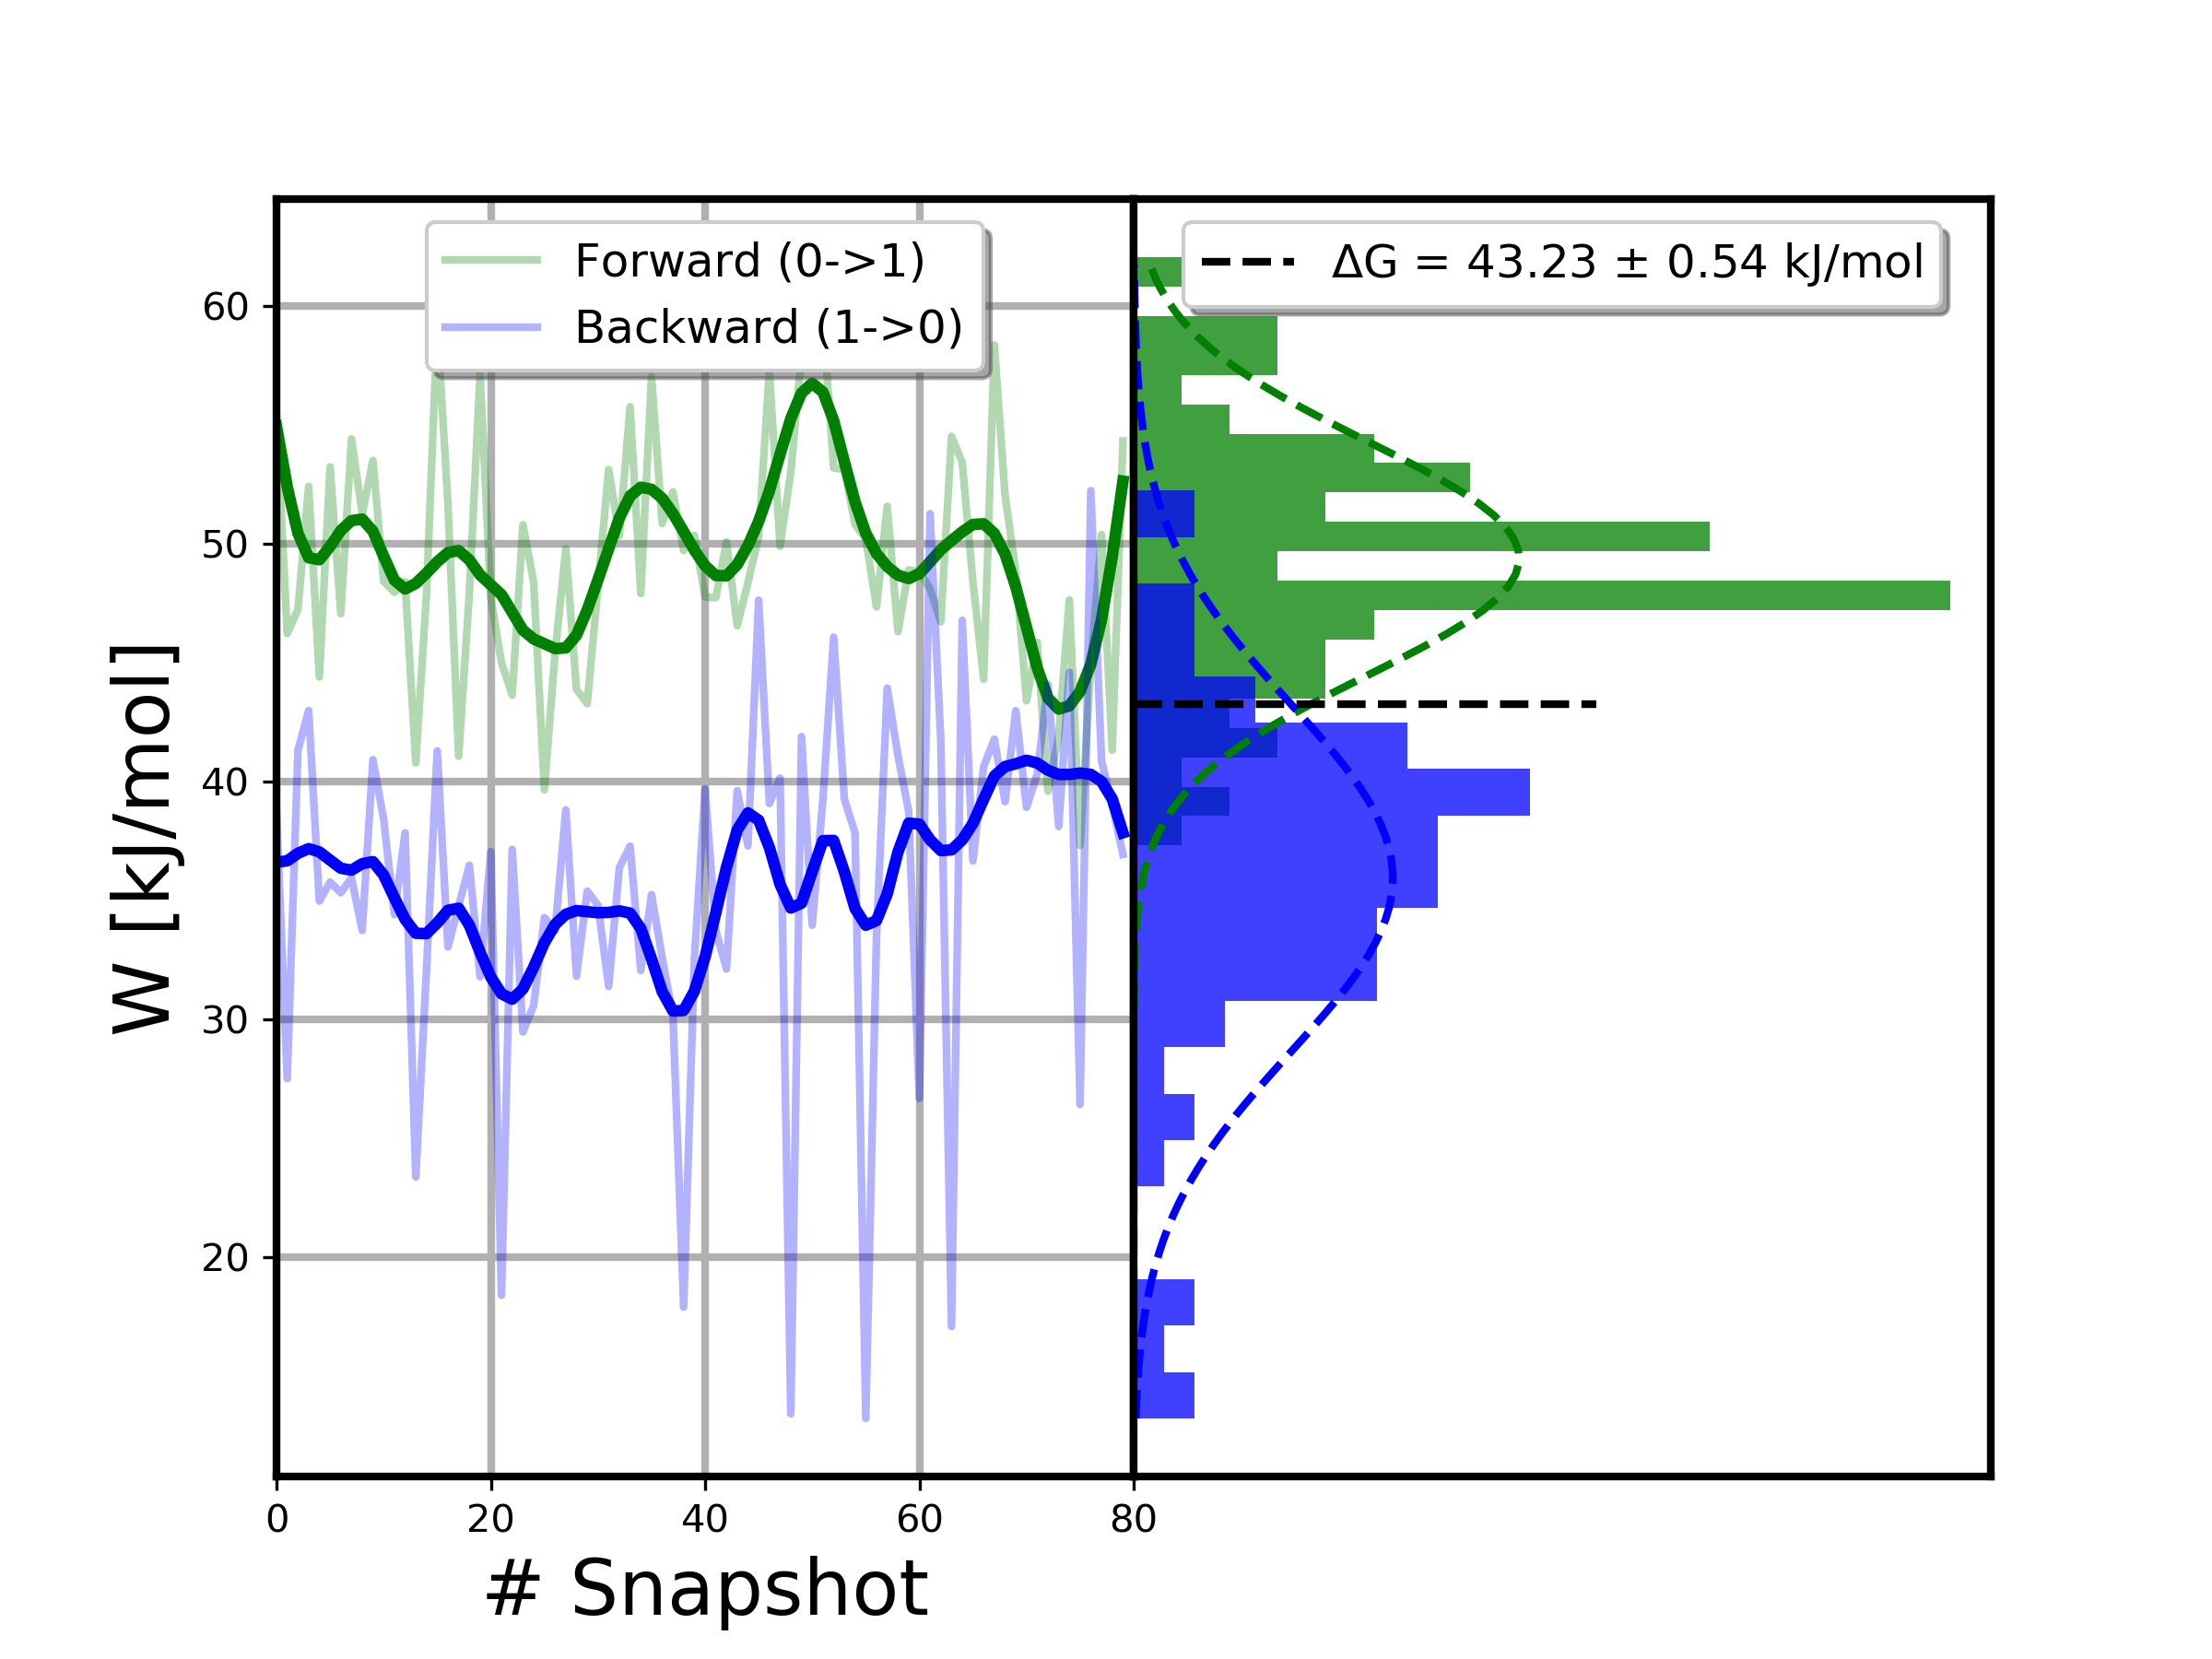 Forward (0->1)
Backward (1->0)
ΔG = 43.23 ± 0.54 kJ/mol
W [kJ/mol]
60
50
40
30
20
0 20 40 60 80
# Snapshot